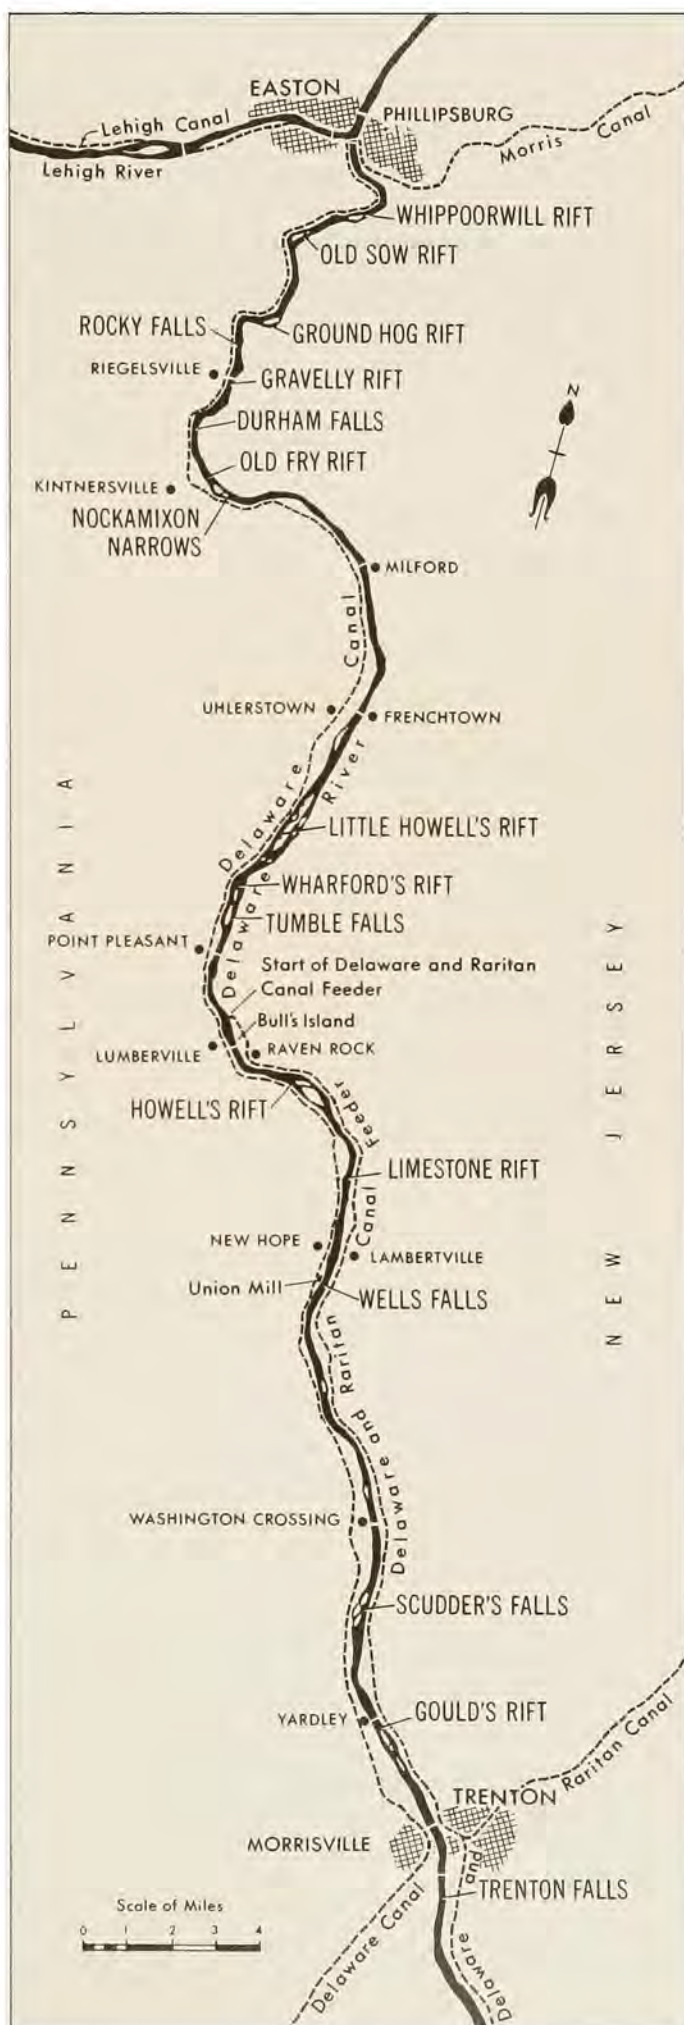 EASTON
PHILLIPSBURG
Lehigh Canal
Morris Canal
Lehigh River
WHIPPOORWILL RIFT
OLD SOW RIFT
ROCKY FALLS
GROUND HOG RIFT
RIEGELSVILLE
GRAVELLY RIFT
N
DURHAM FALLS
OLD FRY RIFT
KINTNERSVILLE
NOCKAMIXON
NARROWS
MILFORD
Canal
UHLERSTOWN
FRENCHTOWN
Delaware
River
LITTLE HOWELL'S RIFT
PENNSYLVANIA
WHARFORD'S RIFT
Delaware
TUMBLE FALLS
POINT PLEASANT
NEW JERSEY
Start of Delaware and Raritan
Canal Feeder
Bull's Island
LUMBERVILLE
RAVEN ROCK
HOWELL'S RIFT
Feeder
LIMESTONE RIFT
Canal
NEW HOPE
LAMBERTVILLE
Union Mill
WELLS FALLS
Delaware and Raritan
WASHINGTON CROSSING
SCUDDER'S FALLS
YARDLEY
GOULD'S RIFT
Raritan Canal
TRENTON
MORRISVILLE
and
TRENTON FALLS
Scale of Miles
0 1 2 3 4
Delaware Canal
Delaware